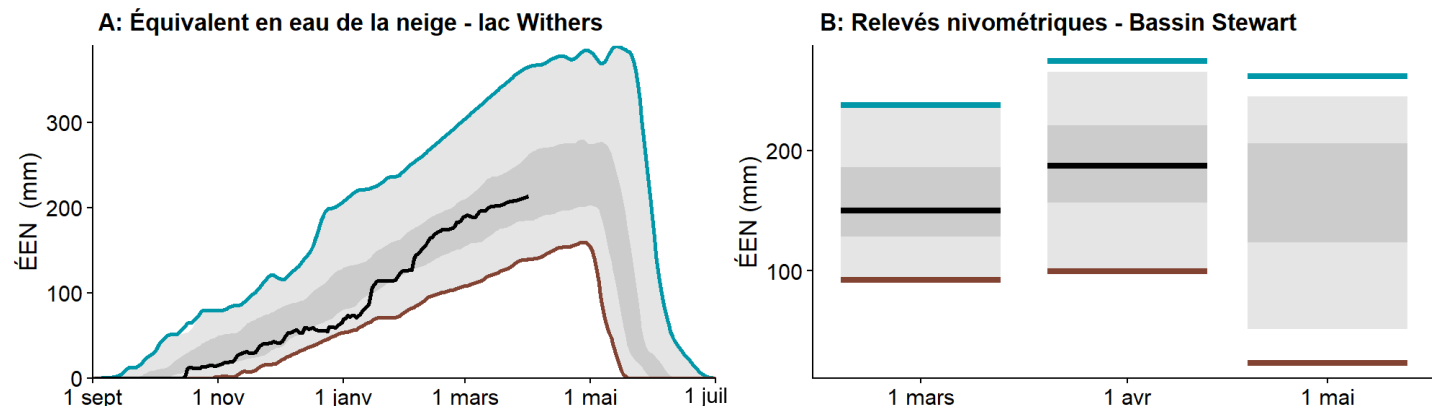 A: Équivalent en eau de la neige - lac Withers
ÉEN (mm)
300
200
100
0
1 sept
1 nov
1 janv
1 mars
1 mai
1 juil
B: Relevés nivométriques - Bassin Stewart
ÉEN (mm)
200
100
1 mars
1 avr
1 mai